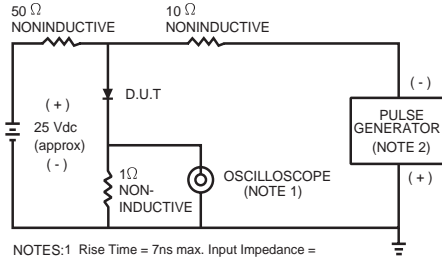 50 Ω
NONINDUCTIVE
10 Ω
NONINDUCTIVE
D.U.T
( + )
25 Vdc
(approx)
( - )
1Ω
NON-
INDUCTIVE
OSCILLOSCOPE
(NOTE 1)
( - )
PULSE
GENERATOR
(NOTE 2)
( + )
NOTES:1 Rise Time = 7ns max. Input Impedance =